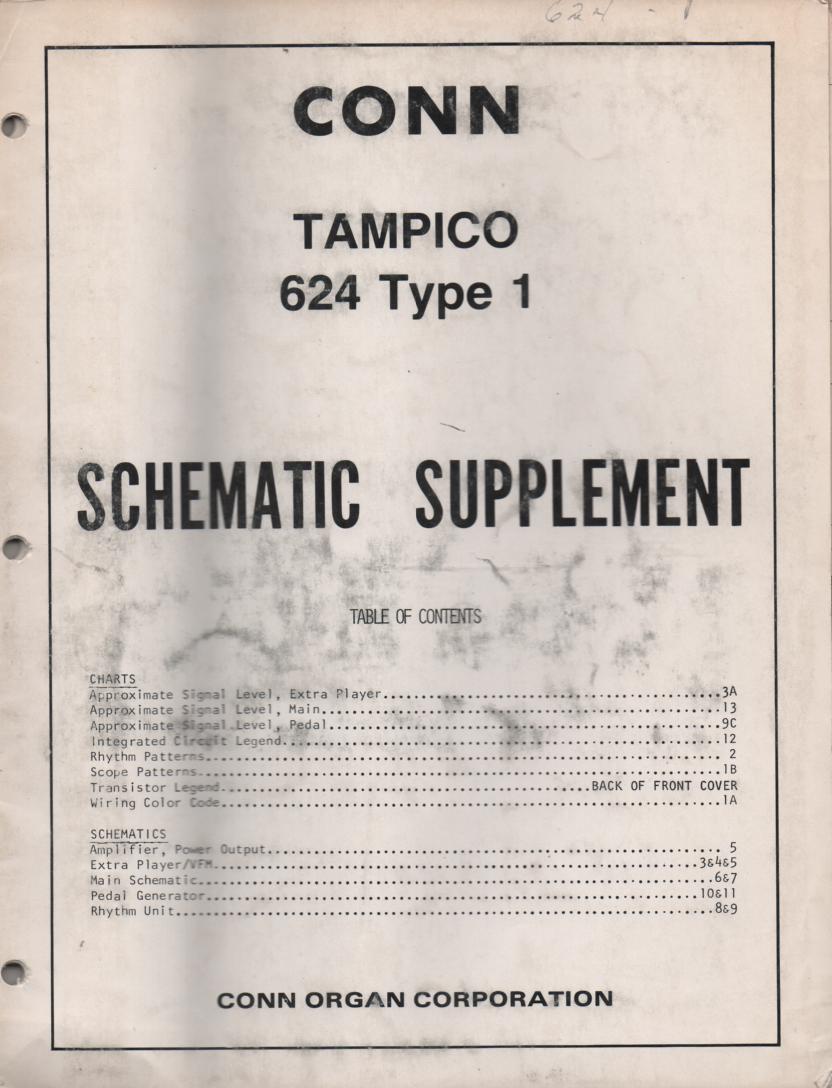 624 - 1
CONN
TAMPICO
624 Type 1
SCHEMATIC SUPPLEMENT
TABLE OF CONTENTS
CHARTS
Approximate Signal Level, Extra Player........................................3A
Approximate Signal Level, Main................................................13
Approximate Signal Level, Pedal...............................................9C
Integrated Circuit Legend.....................................................12
Rhythm Patterns............................................................... 2
Scope Patterns................................................................1B
Transistor Legend..........................................BACK OF FRONT COVER
Wiring Color Code.............................................................1A
SCHEMATICS
Amplifier, Power Output....................................................... 5
Extra Player/VFM...........................................................3&4&5
Main Schematic...............................................................6&7
Pedal Generator............................................................10&11
Rhythm Unit..................................................................8&9
CONN ORGAN CORPORATION